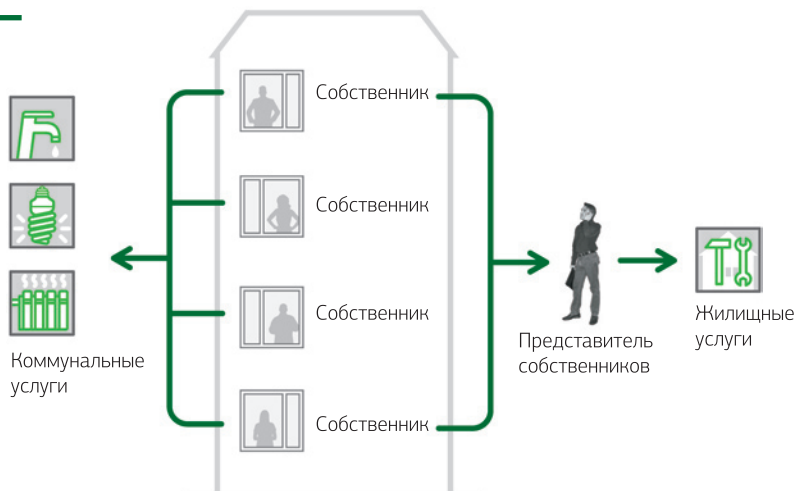 Собственник
Собственник
Собственник
Собственник
Коммунальные
услуги
Представитель
собственников
Жилищные
услуги